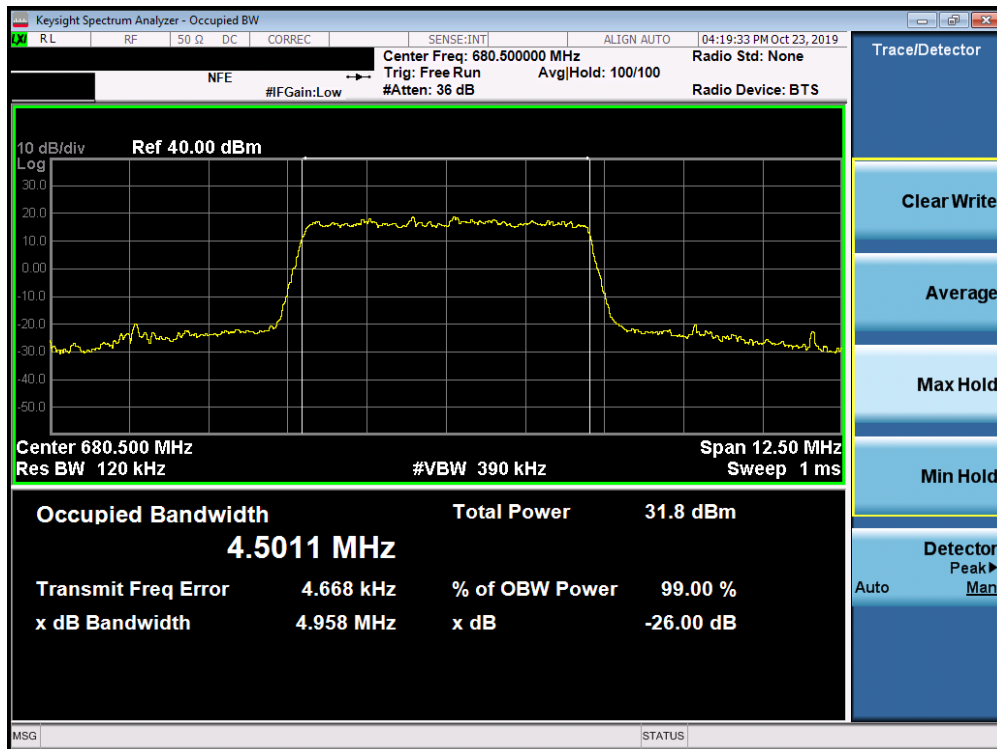 Keysight Spectrum Analyzer - Occupied BW
LXI RL RF 50 Ω DC CORREC SENSE:INT ALIGN AUTO 04:19:33 PM Oct 23, 2019
NFE
#IFGain:Low
Center Freq: 680.500000 MHz
Trig: Free Run Avg|Hold: 100/100
#Atten: 36 dB
Radio Std: None
Radio Device: BTS
10 dB/div Ref 40.00 dBm
Log
30.0
20.0
10.0
0.00
-10.0
-20.0
-30.0
-40.0
-50.0
Center 680.500 MHz Span 12.50 MHz
Res BW 120 kHz #VBW 390 kHz Sweep 1 ms
Occupied Bandwidth Total Power 31.8 dBm
4.5011 MHz
Transmit Freq Error 4.668 kHz % of OBW Power 99.00 %
x dB Bandwidth 4.958 MHz x dB -26.00 dB
Trace/Detector
Clear Write
Average
Max Hold
Min Hold
Detector
Peak▶
Auto Man
MSG STATUS